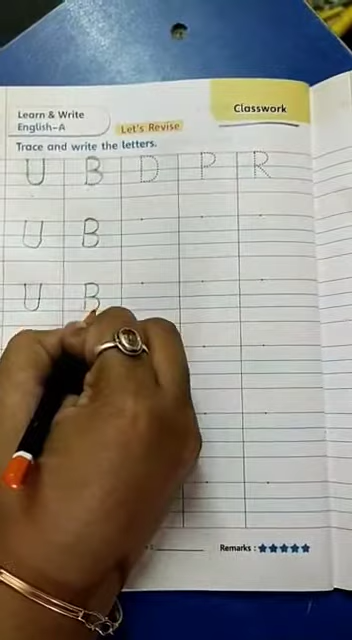 Learn & Write
English-A
Let's Revise
Classwork
Trace and write the letters.
U B D P R
U B
U B
Remarks :